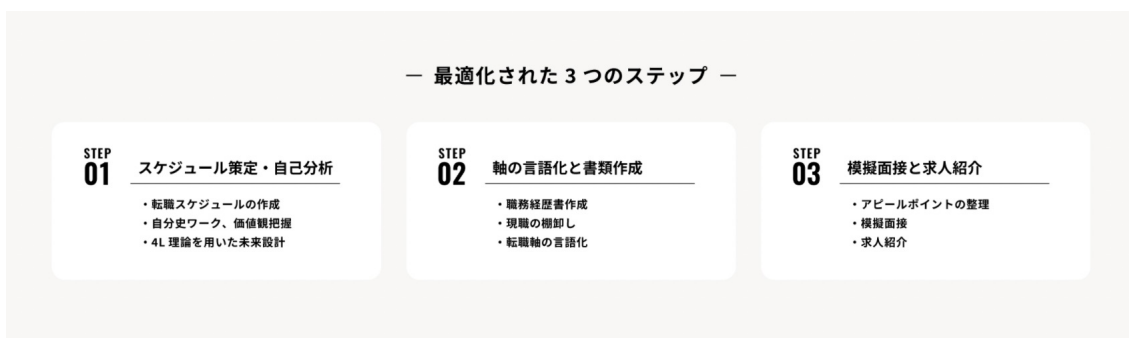 ― 最適化された 3 つのステップ ―
STEP
01
スケジュール策定・自己分析
・転職スケジュールの作成
・自分史ワーク、価値観把握
・4L 理論を用いた未来設計
STEP
02
軸の言語化と書類作成
・職務経歴書作成
・現職の棚卸し
・転職軸の言語化
STEP
03
模擬面接と求人紹介
・アピールポイントの整理
・模擬面接
・求人紹介